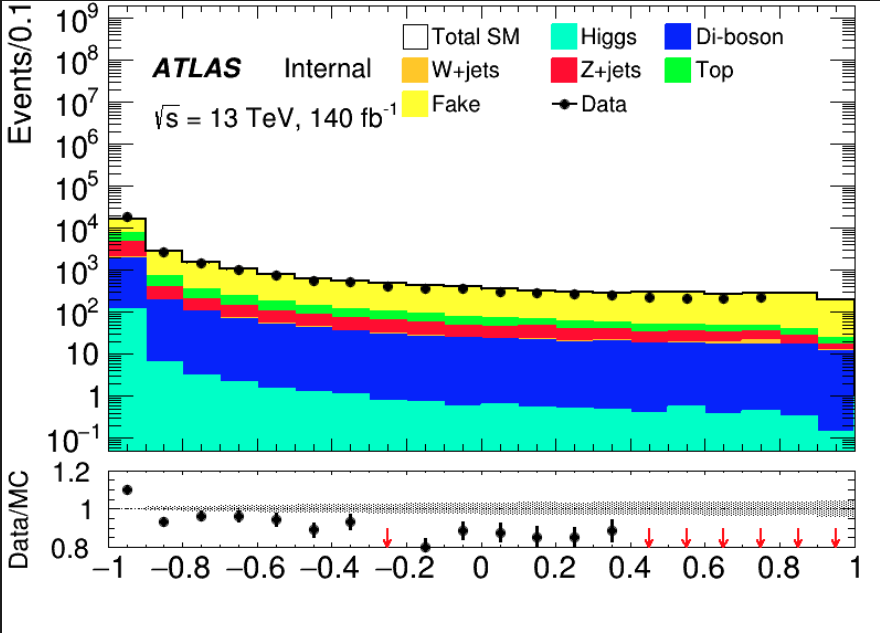 Events/0.1
10⁹
10⁸
10⁷
10⁶
10⁵
10⁴
10³
10²
10
1
10⁻¹
ATLAS Internal
√s = 13 TeV, 140 fb⁻¹
Total SM
Higgs
Di-boson
W+jets
Z+jets
Top
Fake
Data
Data/MC
1.2
1
0.8
−1 −0.8 −0.6 −0.4 −0.2 0 0.2 0.4 0.6 0.8 1